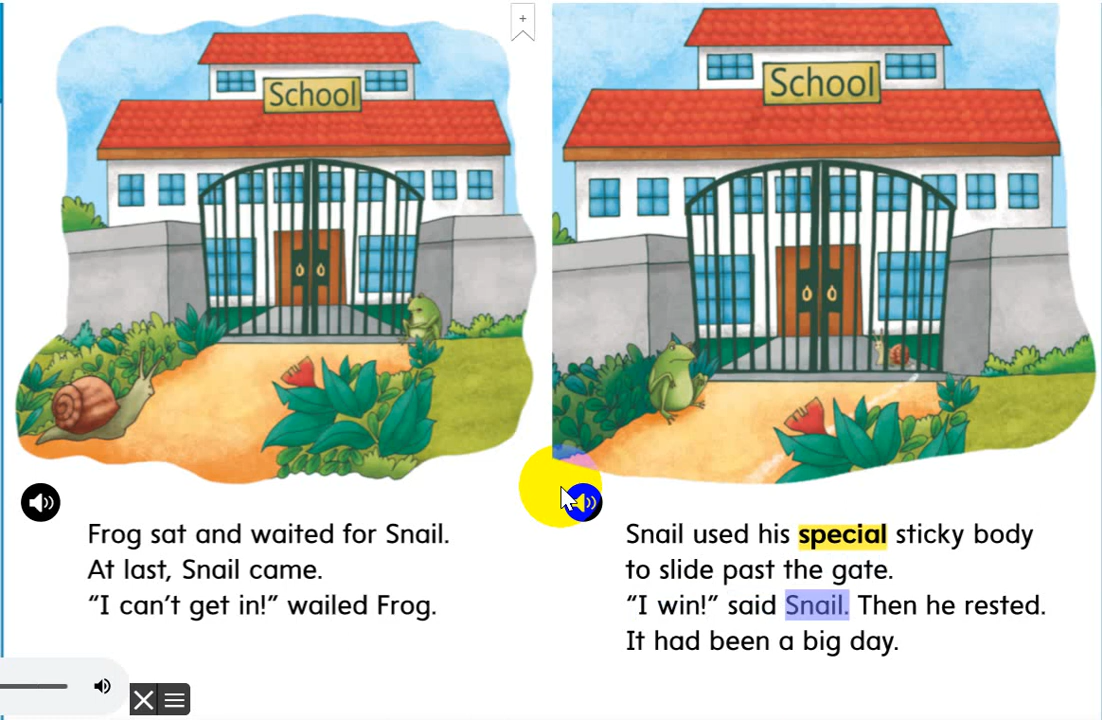 School
Frog sat and waited for Snail.
At last, Snail came.
“I can’t get in!” wailed Frog.
School
Snail used his special sticky body
to slide past the gate.
“I win!” said Snail. Then he rested.
It had been a big day.